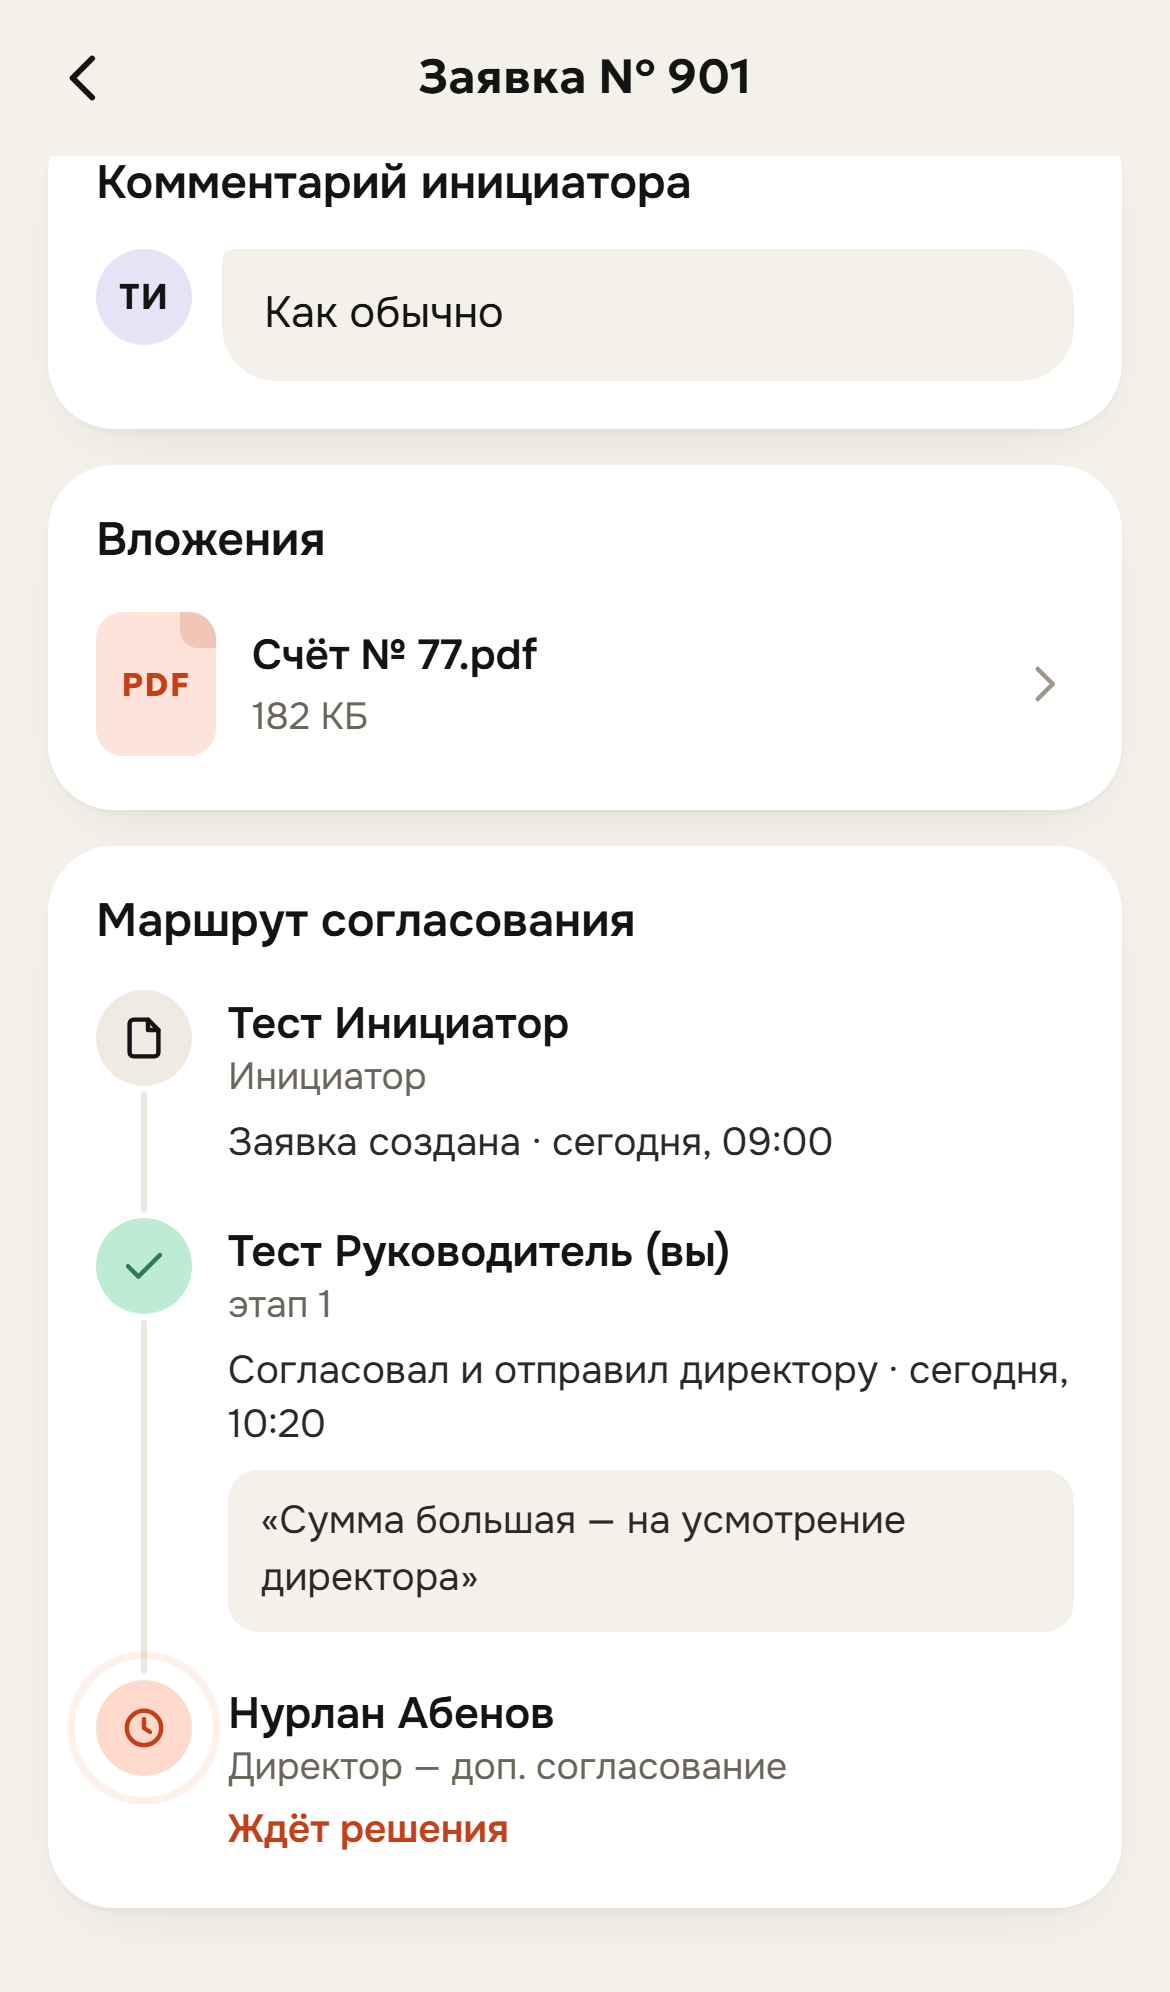 Заявка № 901
Комментарий инициатора
ТИ
Как обычно
Вложения
PDF
Счёт № 77.pdf
182 КБ
Маршрут согласования
Тест Инициатор
Инициатор
Заявка создана · сегодня, 09:00
Тест Руководитель (вы)
этап 1
Согласовал и отправил директору · сегодня,
10:20
«Сумма большая — на усмотрение
директора»
Нурлан Абенов
Директор — доп. согласование
Ждёт решения